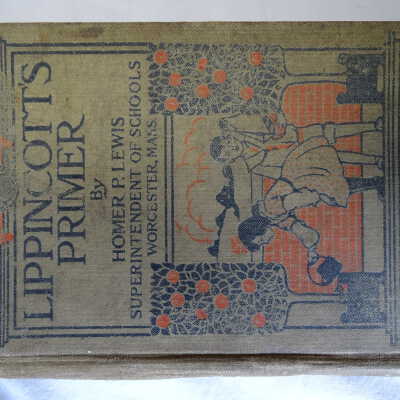 LIPPINCOTT'S
PRIMER
By
HOMER P. LEWIS
SUPERINTENDENT OF SCHOOLS
WORCESTER, MASS.